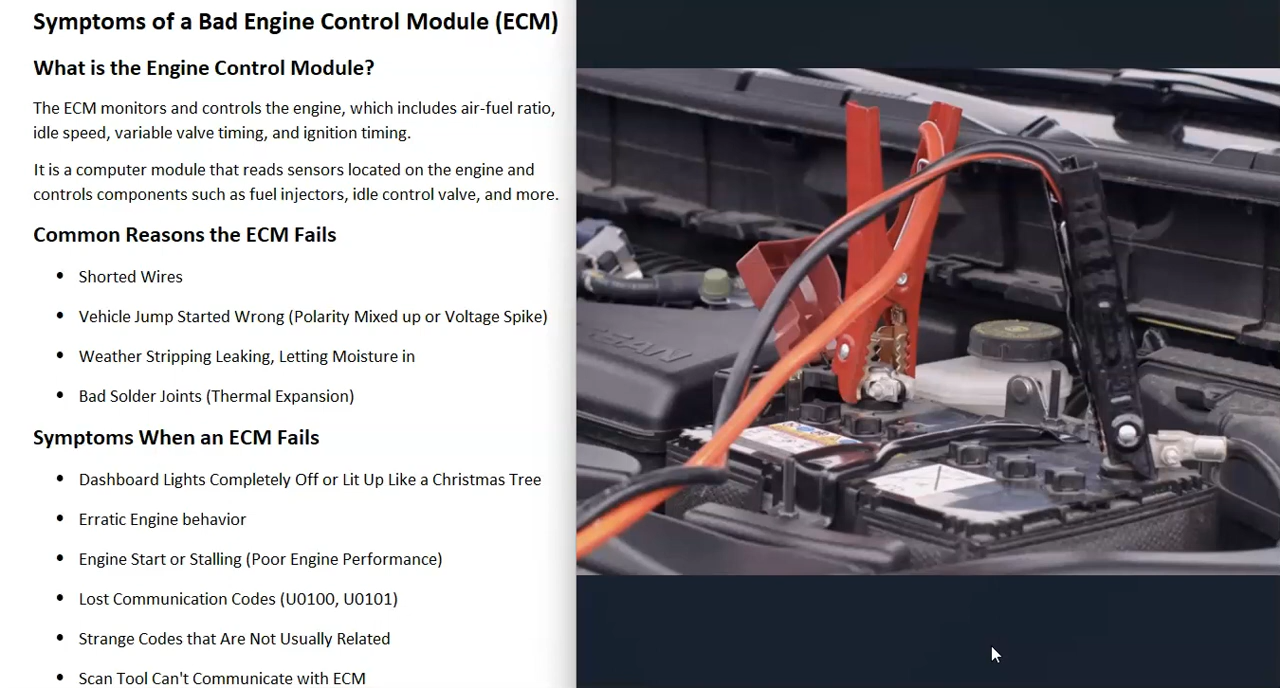 Symptoms of a Bad Engine Control Module (ECM)
What is the Engine Control Module?
The ECM monitors and controls the engine, which includes air-fuel ratio,
idle speed, variable valve timing, and ignition timing.
It is a computer module that reads sensors located on the engine and
controls components such as fuel injectors, idle control valve, and more.
Common Reasons the ECM Fails
• Shorted Wires
• Vehicle Jump Started Wrong (Polarity Mixed up or Voltage Spike)
• Weather Stripping Leaking, Letting Moisture in
• Bad Solder Joints (Thermal Expansion)
Symptoms When an ECM Fails
• Dashboard Lights Completely Off or Lit Up Like a Christmas Tree
• Erratic Engine behavior
• Engine Start or Stalling (Poor Engine Performance)
• Lost Communication Codes (U0100, U0101)
• Strange Codes that Are Not Usually Related
• Scan Tool Can't Communicate with ECM